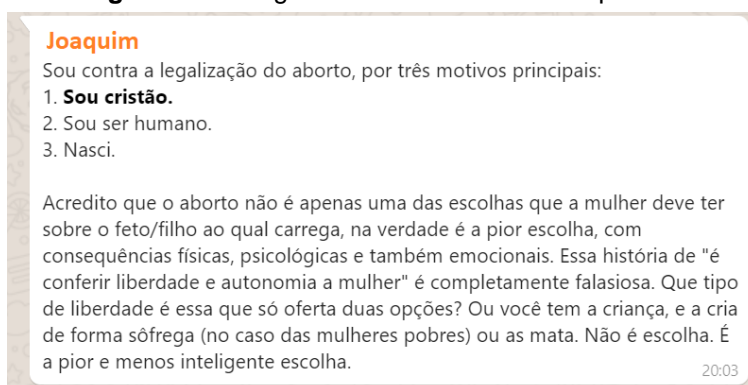 Joaquim
Sou contra a legalização do aborto, por três motivos principais:
1. Sou cristão.
2. Sou ser humano.
3. Nasci.
Acredito que o aborto não é apenas uma das escolhas que a mulher deve ter
sobre o feto/filho ao qual carrega, na verdade é a pior escolha, com
consequências físicas, psicológicas e também emocionais. Essa história de "é
conferir liberdade e autonomia a mulher" é completamente falasiosa. Que tipo
de liberdade é essa que só oferta duas opções? Ou você tem a criança, e a cria
de forma sôfrega (no caso das mulheres pobres) ou as mata. Não é escolha. É
a pior e menos inteligente escolha.
20:03